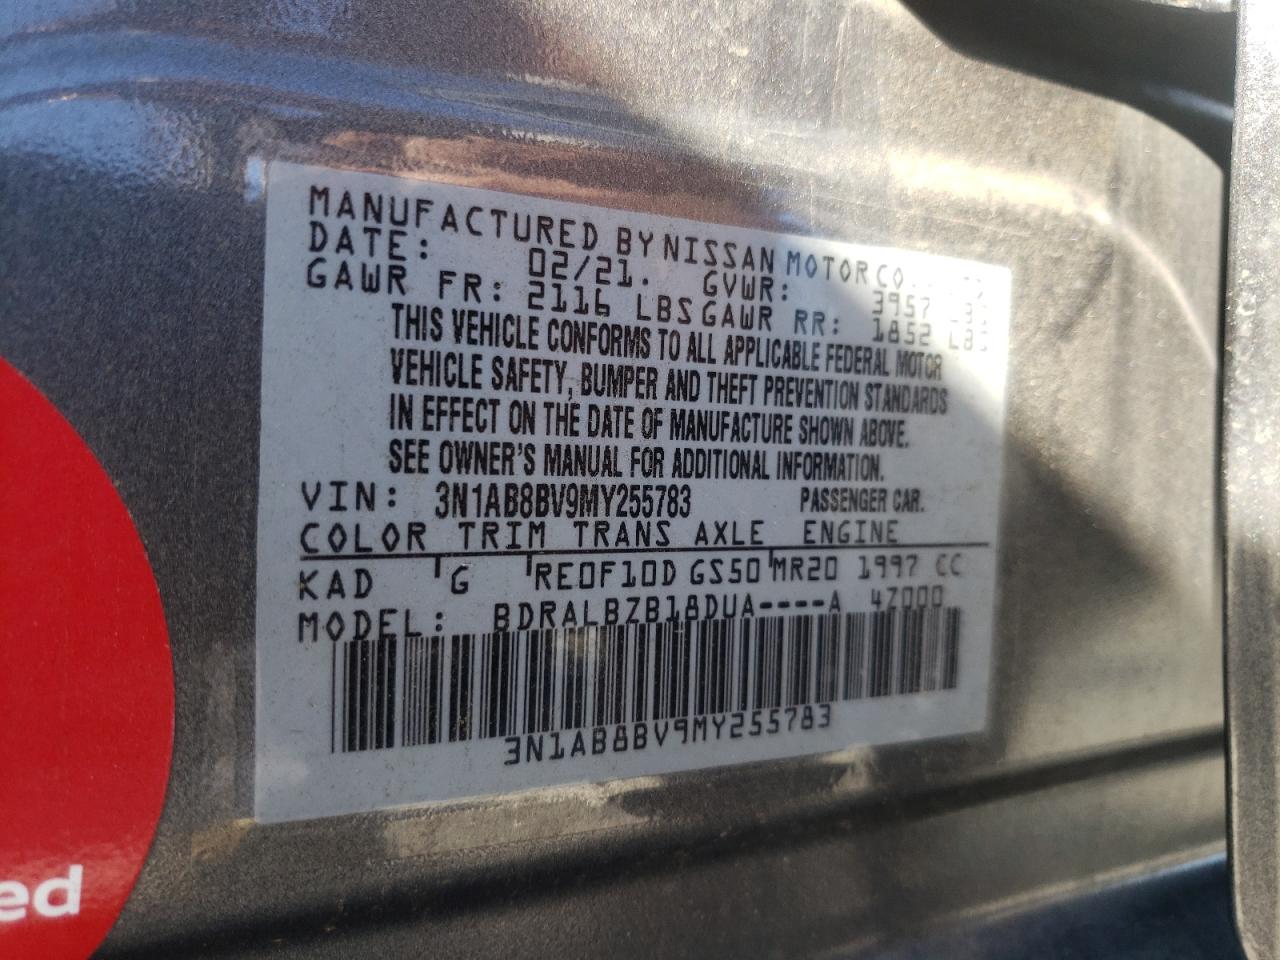 MANUFACTURED BY NISSAN MOTOR CO.
DATE: 02/21. GVWR: 3957 LBS
GAWR FR: 2116 LBS GAWR RR: 1852 LBS
THIS VEHICLE CONFORMS TO ALL APPLICABLE FEDERAL MOTOR
VEHICLE SAFETY, BUMPER AND THEFT PREVENTION STANDARDS
IN EFFECT ON THE DATE OF MANUFACTURE SHOWN ABOVE.
SEE OWNER'S MANUAL FOR ADDITIONAL INFORMATION.
VIN: 3N1AB8BV9MY255783 PASSENGER CAR.
COLOR TRIM TRANS AXLE ENGINE
KAD G RE0F10D GS50 MR20 1997 CC
MODEL: BDRALBZB18DUA----A 4Z000
3N1AB8BV9MY255783